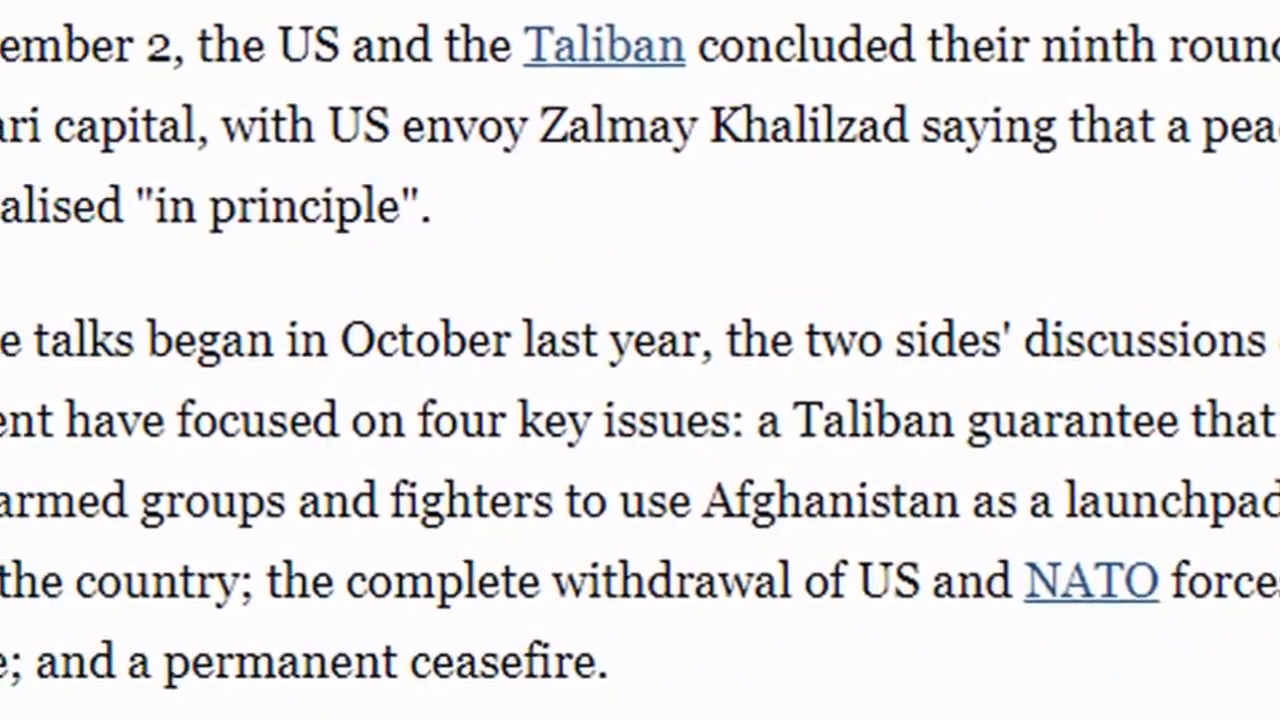 ember 2, the US and the Taliban concluded their ninth roun
ri capital, with US envoy Zalmay Khalilzad saying that a pea
alised "in principle".
e talks began in October last year, the two sides' discussions
ent have focused on four key issues: a Taliban guarantee that
armed groups and fighters to use Afghanistan as a launchpad
the country; the complete withdrawal of US and NATO force
e; and a permanent ceasefire.